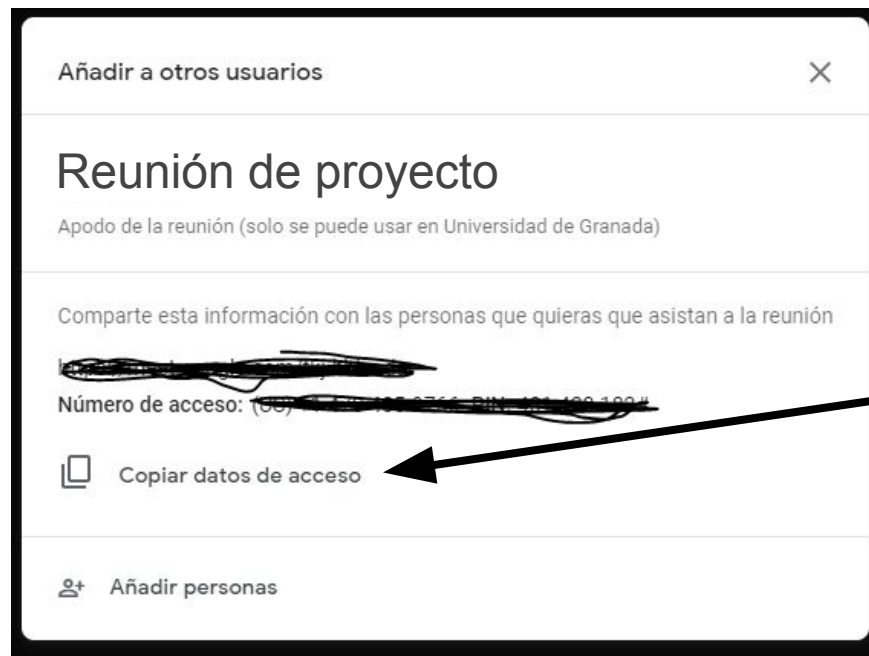 Añadir a otros usuarios
Reunión de proyecto
Apodo de la reunión (solo se puede usar en Universidad de Granada)
Comparte esta información con las personas que quieras que asistan a la reunión
Número de acceso:
Copiar datos de acceso
Añadir personas